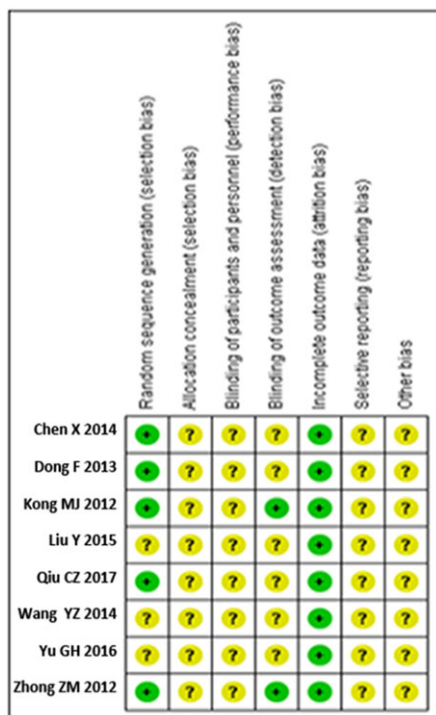 Random sequence generation (selection bias)
Allocation concealment (selection bias)
Blinding of participants and personnel (performance bias)
Blinding of outcome assessment (detection bias)
Incomplete outcome data (attrition bias)
Selective reporting (reporting bias)
Other bias
Chen X 2014 + ? ? ? + ? ?
Dong F 2013 + ? ? ? + ? ?
Kong MJ 2012 + ? ? + + ? ?
Liu Y 2015 ? ? ? ? + ? ?
Qiu CZ 2017 + ? ? ? + ? ?
Wang YZ 2014 ? ? ? ? + ? ?
Yu GH 2016 ? ? ? ? + ? ?
Zhong ZM 2012 + ? ? + + ? ?